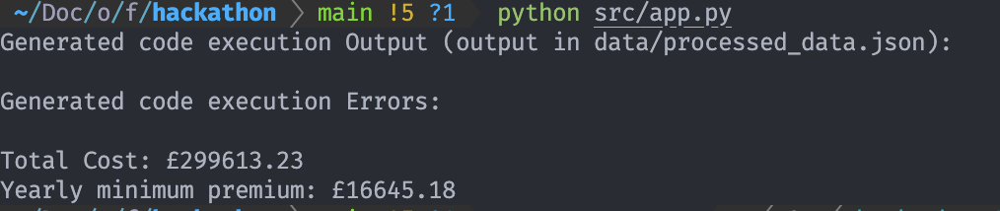 ~/Doc/o/f/hackathon main !5 ?1 python src/app.py
Generated code execution Output (output in data/processed_data.json):
Generated code execution Errors:
Total Cost: £299613.23
Yearly minimum premium: £16645.18